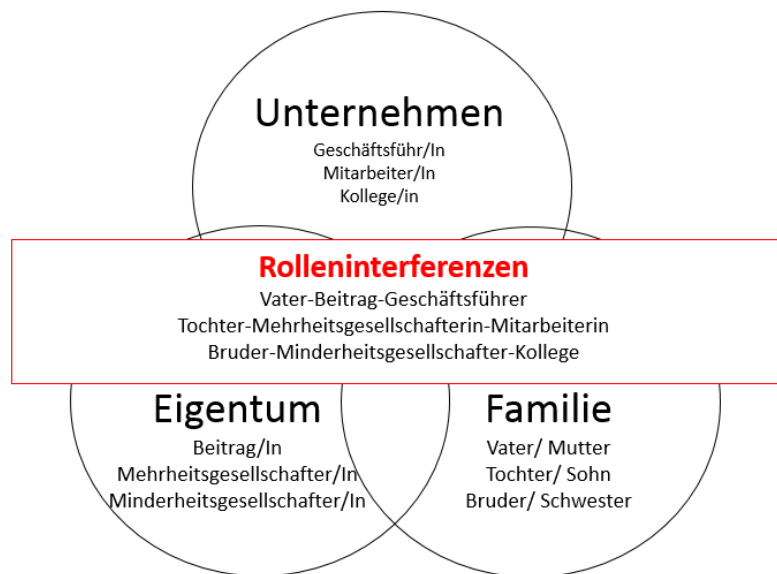 Unternehmen
Geschäftsführ/In
Mitarbeiter/In
Kollege/in
Rolleninterferenzen
Vater-Beitrag-Geschäftsführer
Tochter-Mehrheitsgesellschafterin-Mitarbeiterin
Bruder-Minderheitsgesellschafter-Kollege
Eigentum
Beitrag/In
Mehrheitsgesellschafter/In
Minderheitsgesellschafter/In
Familie
Vater/ Mutter
Tochter/ Sohn
Bruder/ Schwester